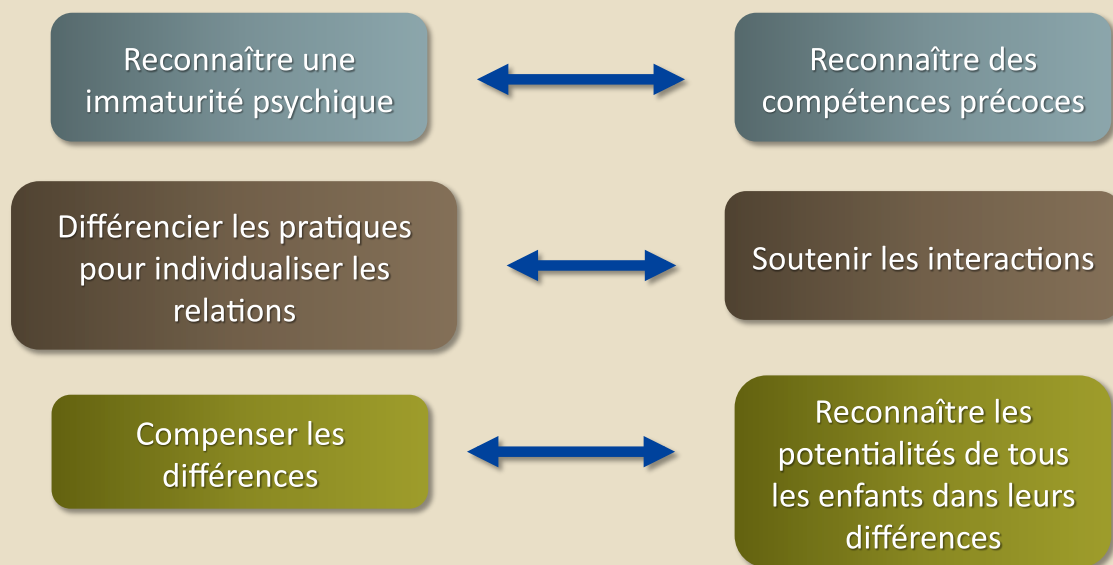 Reconnaître une
immaturité psychique
Reconnaître des
compétences précoces
Différencier les pratiques
pour individualiser les
relations
Soutenir les interactions
Compenser les
différences
Reconnaître les
potentialités de tous
les enfants dans leurs
différences